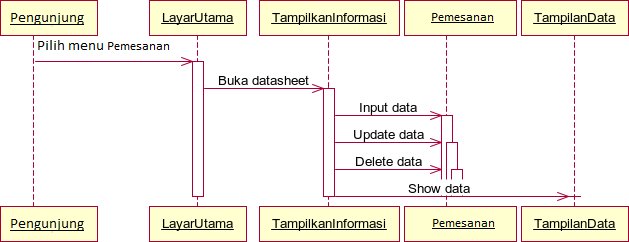 Pengunjung LayarUtama TampilkanInformasi Pemesanan TampilanData
Pilih menu Pemesanan
Buka datasheet
Input data
Update data
Delete data
Show data
Pengunjung LayarUtama TampilkanInformasi Pemesanan TampilanData